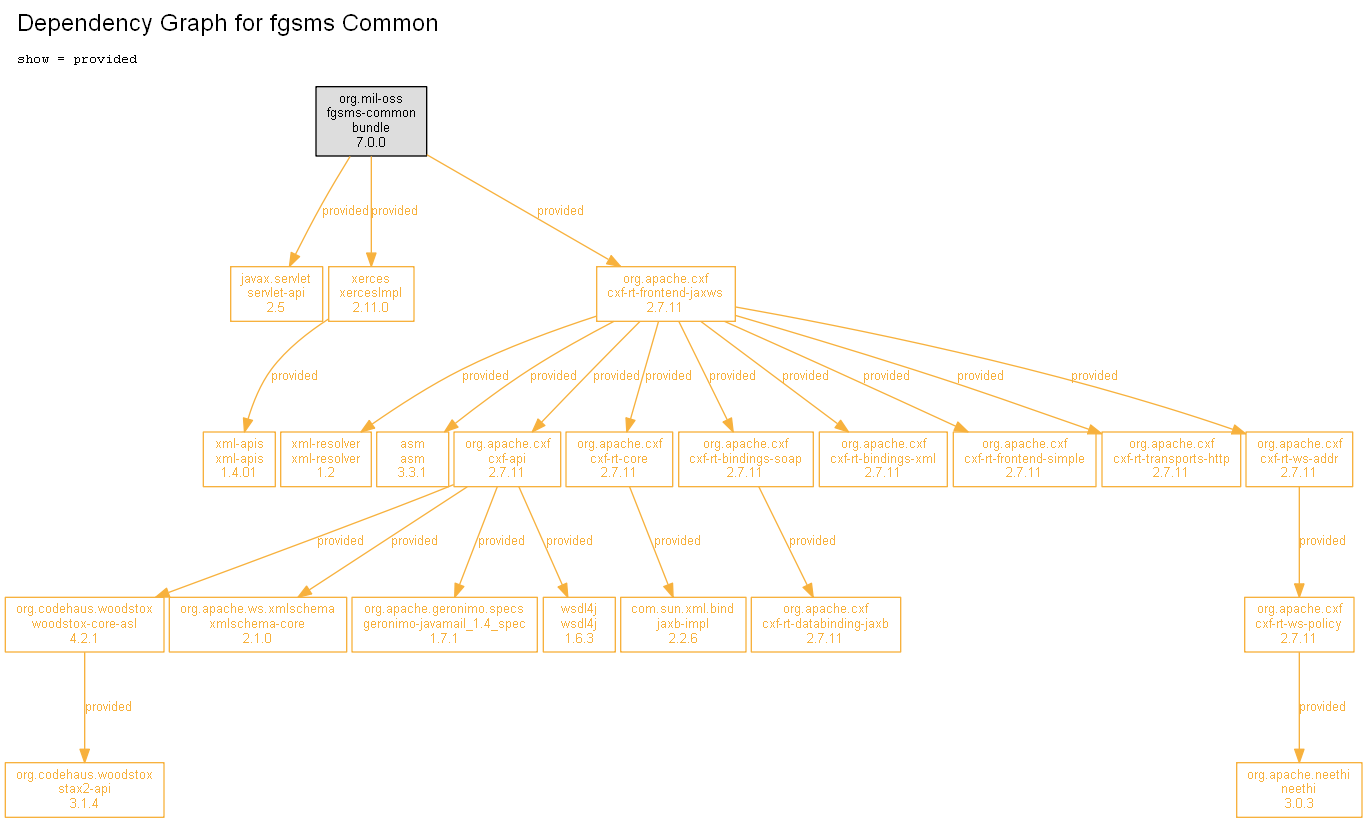 Dependency Graph for fgsms Common
show = provided
org.mil-oss
fgsms-common
bundle
7.0.0
provided
provided
provided
javax.servlet
servlet-api
2.5
xerces
xercesImpl
2.11.0
org.apache.cxf
cxf-rt-frontend-jaxws
2.7.11
provided
provided
provided
provided
provided
provided
provided
provided
provided
provided
xml-apis
xml-apis
1.4.01
xml-resolver
xml-resolver
1.2
asm
asm
3.3.1
org.apache.cxf
cxf-api
2.7.11
org.apache.cxf
cxf-rt-core
2.7.11
org.apache.cxf
cxf-rt-bindings-soap
2.7.11
org.apache.cxf
cxf-rt-bindings-xml
2.7.11
org.apache.cxf
cxf-rt-frontend-simple
2.7.11
org.apache.cxf
cxf-rt-transports-http
2.7.11
org.apache.cxf
cxf-rt-ws-addr
2.7.11
provided
provided
provided
provided
provided
provided
provided
org.codehaus.woodstox
woodstox-core-asl
4.2.1
org.apache.ws.xmlschema
xmlschema-core
2.1.0
org.apache.geronimo.specs
geronimo-javamail_1.4_spec
1.7.1
wsdl4j
wsdl4j
1.6.3
com.sun.xml.bind
jaxb-impl
2.2.6
org.apache.cxf
cxf-rt-databinding-jaxb
2.7.11
org.apache.cxf
cxf-rt-ws-policy
2.7.11
provided
provided
org.codehaus.woodstox
stax2-api
3.1.4
org.apache.neethi
neethi
3.0.3